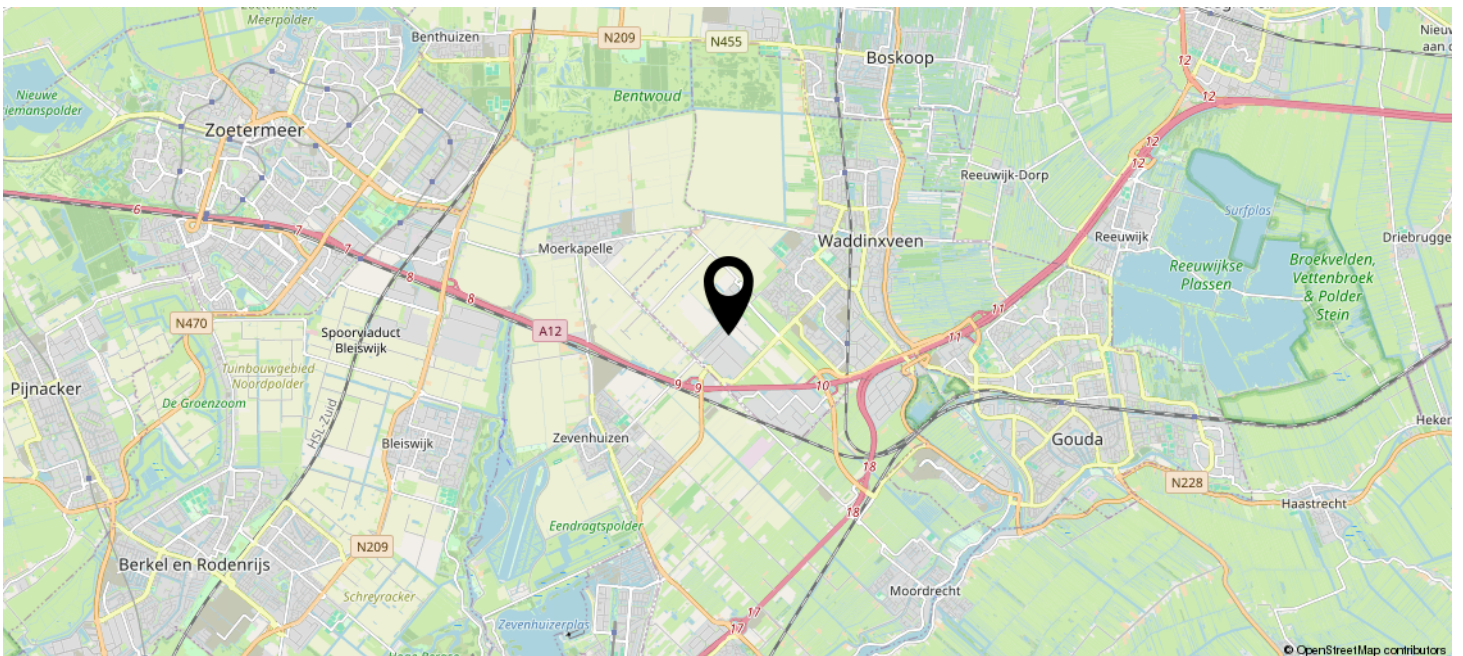 Meerpolder
Benthuizen
N209
N455
Boskoop
12
12
Bentwoud
Nieuwe
Zoetermeer
12
12
Reeuwijk-Dorp
6
7
7
8
8
Moerkapelle
Waddinxveen
Surfplas
Reeuwijk
Reeuwijkse
Plassen
Broekvelden,
Vettenbroek
& Polder
Stein
N470
Spoorviaduct
Bleiswijk
A12
11
11
Pijnacker
Tuinbouwgebied
Noordpolder
De Groenzoom
HSL-Zuid
9
9
10
Bleiswijk
Zevenhuizen
Gouda
18
18
N228
Haastrecht
Eendragtspolder
N209
Berkel en Rodenrijs
Schreyracker
Moordrecht
Zevenhuizerplas
17
17
© OpenStreetMap contributors